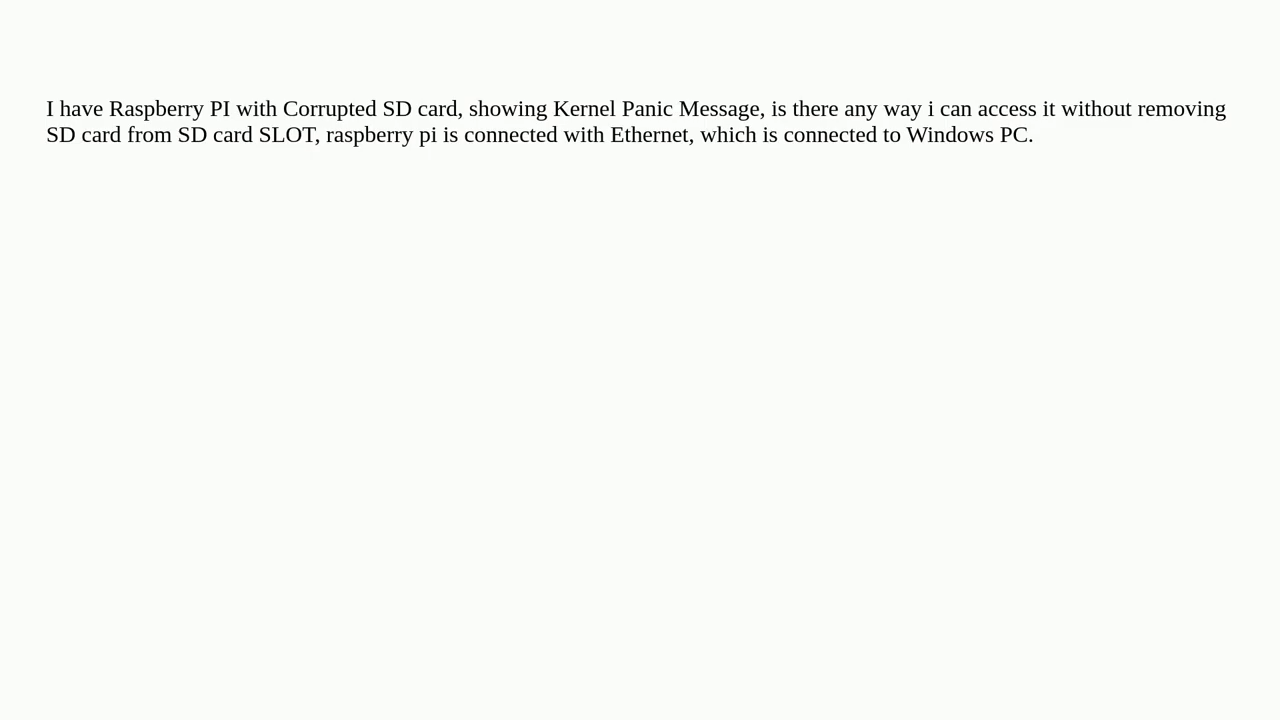 I have Raspberry PI with Corrupted SD card, showing Kernel Panic Message, is there any way i can access it without removing
SD card from SD card SLOT, raspberry pi is connected with Ethernet, which is connected to Windows PC.